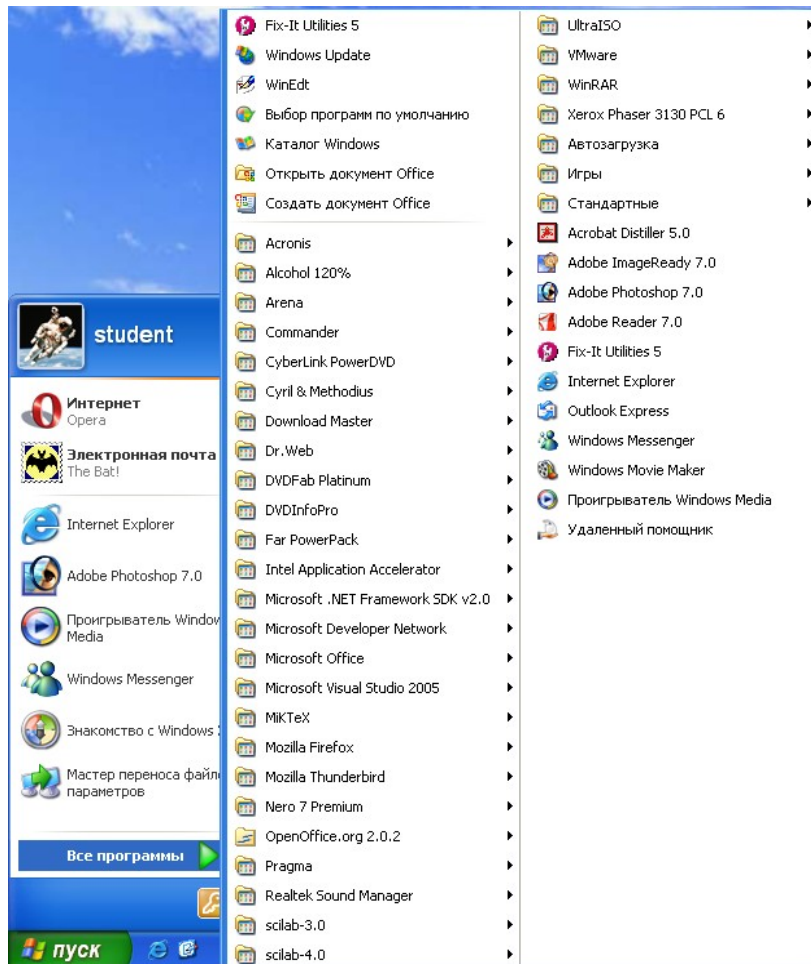 Fix-It Utilities 5
Windows Update
WinEdt
Выбор программ по умолчанию
Каталог Windows
Открыть документ Office
Создать документ Office
Acronis
Alcohol 120%
Arena
Commander
CyberLink PowerDVD
Cyril & Methodius
Download Master
Dr.Web
DVDFab Platinum
DVDInfoPro
Far PowerPack
Intel Application Accelerator
Microsoft .NET Framework SDK v2.0
Microsoft Developer Network
Microsoft Office
Microsoft Visual Studio 2005
MiKTeX
Mozilla Firefox
Mozilla Thunderbird
Nero 7 Premium
OpenOffice.org 2.0.2
Pragma
Realtek Sound Manager
scilab-3.0
scilab-4.0
UltraISO
VMware
WinRAR
Xerox Phaser 3130 PCL 6
Автозагрузка
Игры
Стандартные
Acrobat Distiller 5.0
Adobe ImageReady 7.0
Adobe Photoshop 7.0
Adobe Reader 7.0
Fix-It Utilities 5
Internet Explorer
Outlook Express
Windows Messenger
Windows Movie Maker
Проигрыватель Windows Media
Удаленный помощник
student
Интернет
Opera
Электронная почта
The Bat!
Internet Explorer
Adobe Photoshop 7.0
Проигрыватель Window
Media
Windows Messenger
Знакомство с Windows
Мастер переноса файл
параметров
Все программы
пуск